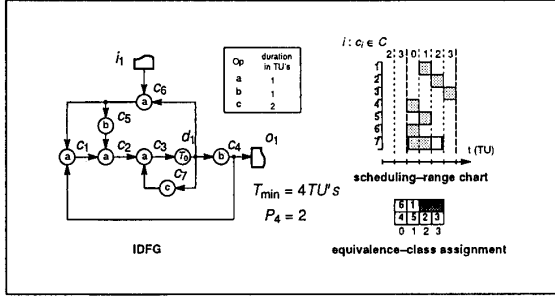 i1
c6
a
c5
b
c1
a
c2
a
c3
a
d1
T0
c4
b
o1
c7
c
Op duration in TU's
a 1
b 1
c 2
Tmin = 4 TU's
P4 = 2
IDFG
i : ci ∈ C
2 3 0 1 2 3
1
2
3
4
5
6
7
t (TU)
scheduling–range chart
6 1
4 5 2 3
0 1 2 3
equivalence–class assignment